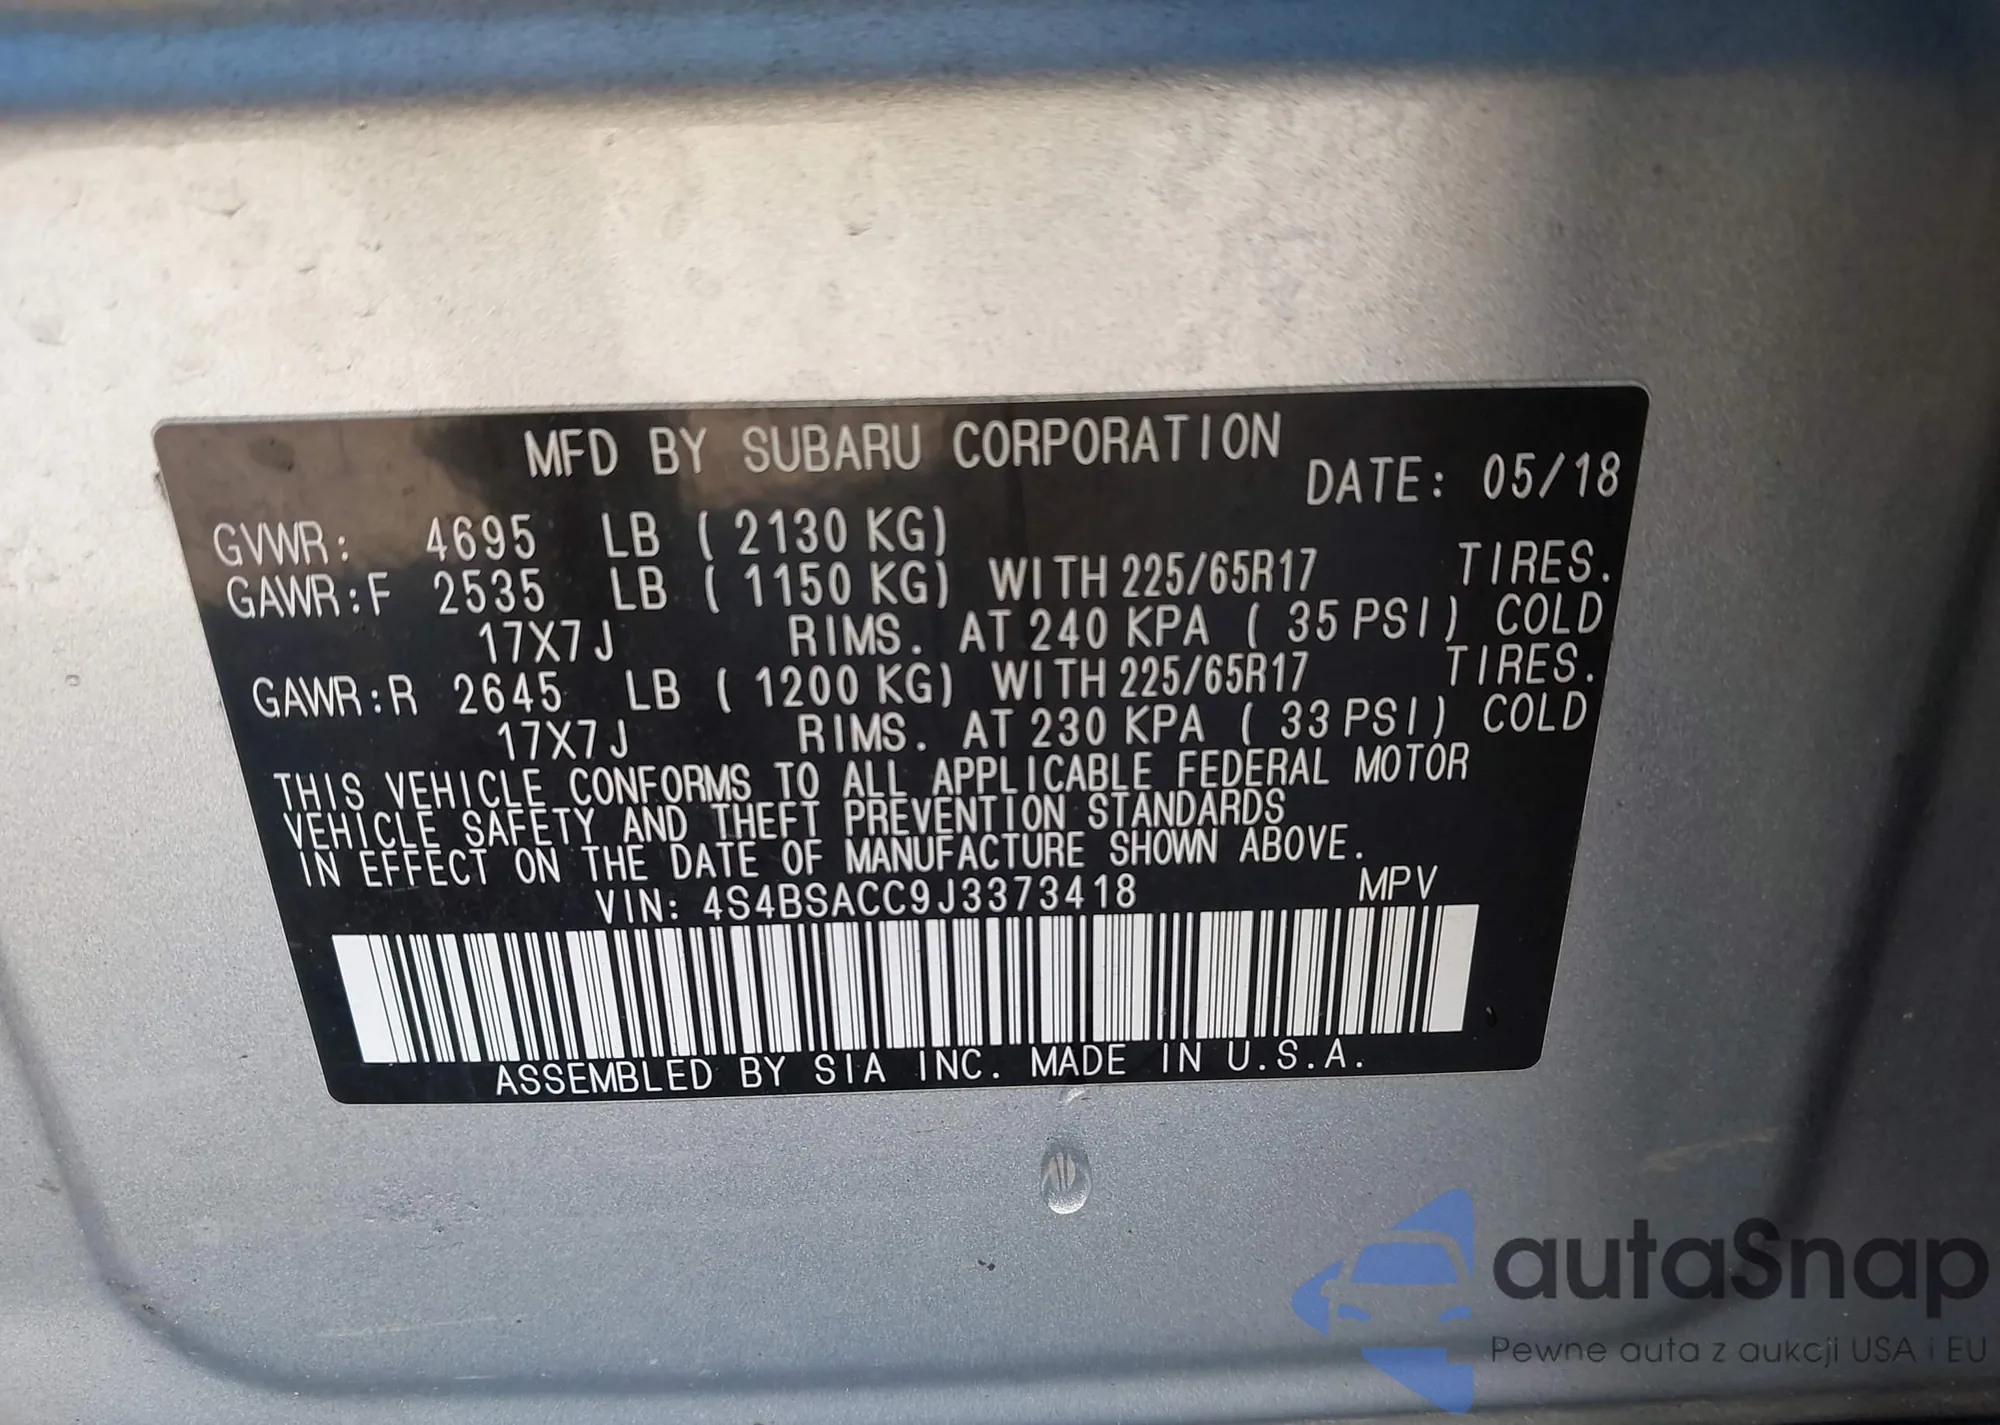 MFD BY SUBARU CORPORATION
DATE: 05/18
GVWR: 4695 LB ( 2130 KG)
GAWR:F 2535 LB ( 1150 KG) WITH 225/65R17 TIRES.
17X7J RIMS. AT 240 KPA ( 35 PSI) COLD
GAWR:R 2645 LB ( 1200 KG) WITH 225/65R17 TIRES.
17X7J RIMS. AT 230 KPA ( 33 PSI) COLD
THIS VEHICLE CONFORMS TO ALL APPLICABLE FEDERAL MOTOR
VEHICLE SAFETY AND THEFT PREVENTION STANDARDS
IN EFFECT ON THE DATE OF MANUFACTURE SHOWN ABOVE.
VIN: 4S4BSACC9J3373418 MPV
ASSEMBLED BY SIA INC. MADE IN U.S.A.
autaSnap
Pewne auta z aukcji USA i EU